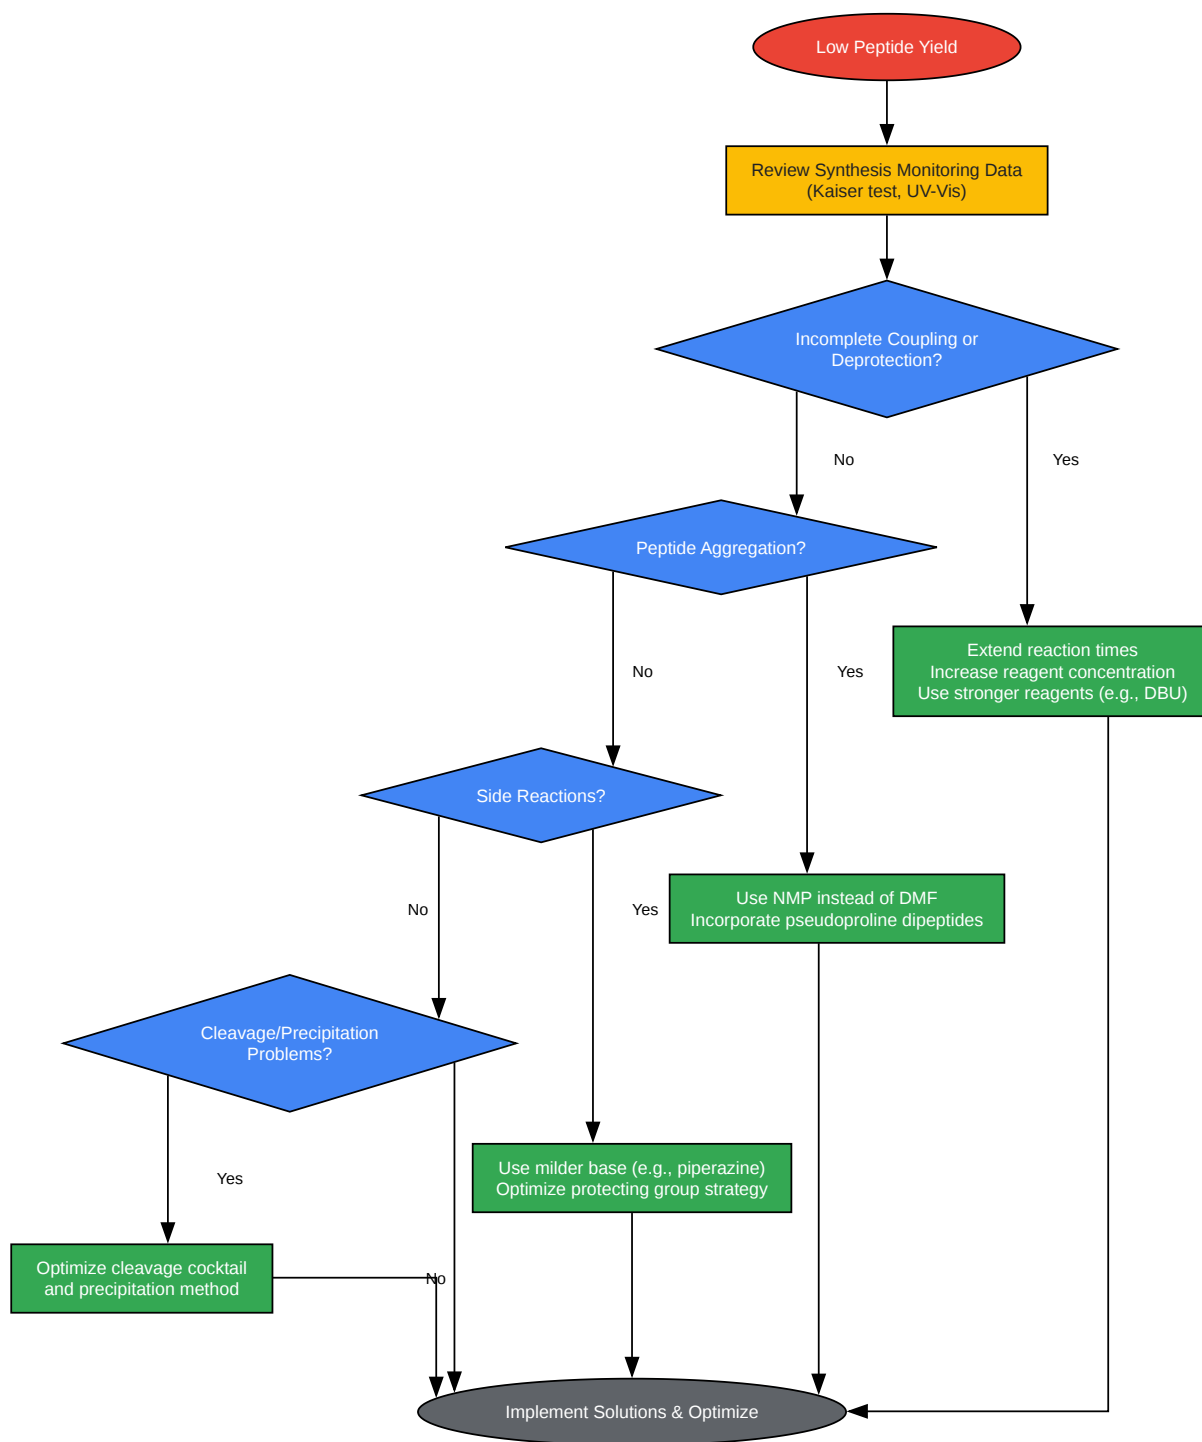 Low Peptide Yield
Review Synthesis Monitoring Data
(Kaiser test, UV-Vis)
Incomplete Coupling or
Deprotection?
No
Yes
Peptide Aggregation?
Extend reaction times
Increase reagent concentration
Use stronger reagents (e.g., DBU)
No
Yes
Side Reactions?
Use NMP instead of DMF
Incorporate pseudoproline dipeptides
No
Yes
Cleavage/Precipitation
Problems?
Use milder base (e.g., piperazine)
Optimize protecting group strategy
Yes
Optimize cleavage cocktail
and precipitation method
No
Implement Solutions & Optimize